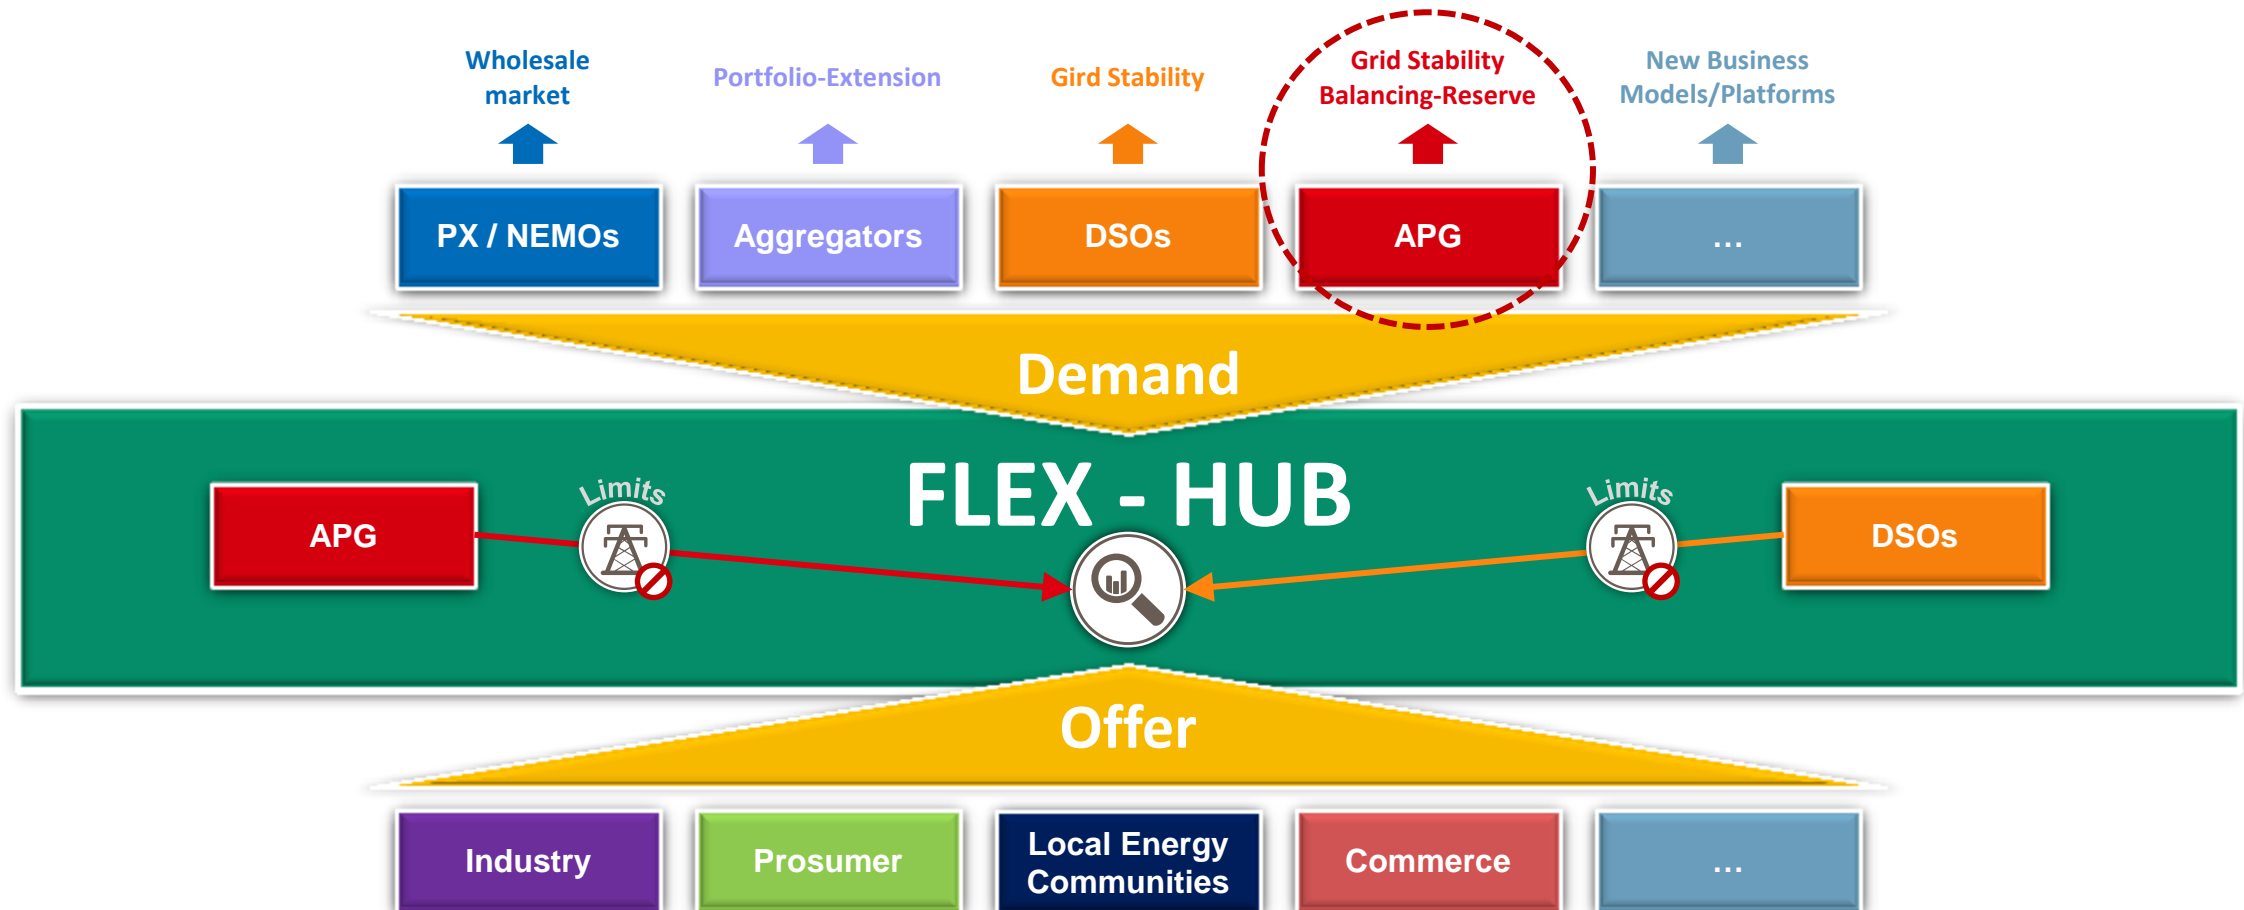 Wholesale
market
Portfolio-Extension
Gird Stability
Grid Stability
Balancing-Reserve
New Business
Models/Platforms
PX / NEMOs
Aggregators
DSOs
APG
...
Demand
FLEX - HUB
APG
Limits
Limits
DSOs
Offer
Industry
Prosumer
Local Energy
Communities
Commerce
...